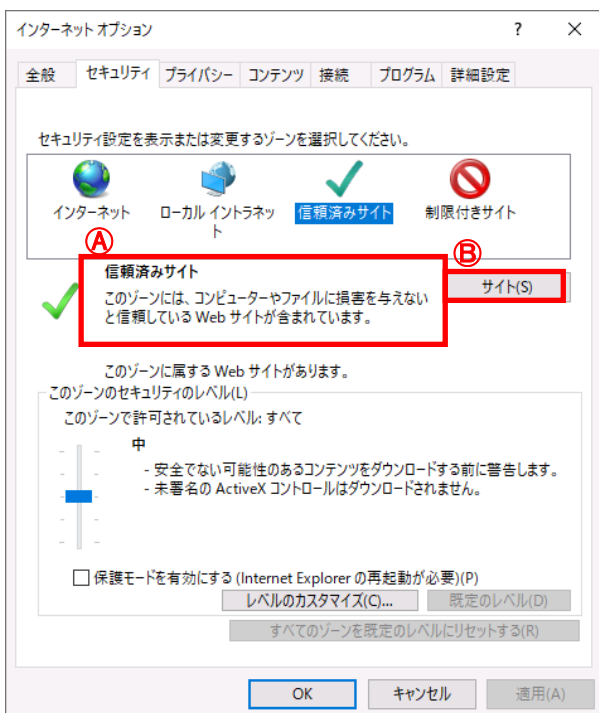 インターネット オプション ? ×
全般 セキュリティ プライバシー コンテンツ 接続 プログラム 詳細設定
セキュリティ設定を表示または変更するゾーンを選択してください。
インターネット ローカル イントラネッ
ト 信頼済みサイト 制限付きサイト
Ⓐ
Ⓑ
信頼済みサイト
このゾーンには、コンピューターやファイルに損害を与えない
と信頼している Web サイトが含まれています。
サイト(S)
このゾーンに属する Web サイトがあります。
このゾーンのセキュリティのレベル(L)
このゾーンで許可されているレベル: すべて
中
- 安全でない可能性のあるコンテンツをダウンロードする前に警告します。
- 未署名の ActiveX コントロールはダウンロードされません。
保護モードを有効にする (Internet Explorer の再起動が必要)(P)
レベルのカスタマイズ(C)... 既定のレベル(D)
すべてのゾーンを既定のレベルにリセットする(R)
OK キャンセル 適用(A)